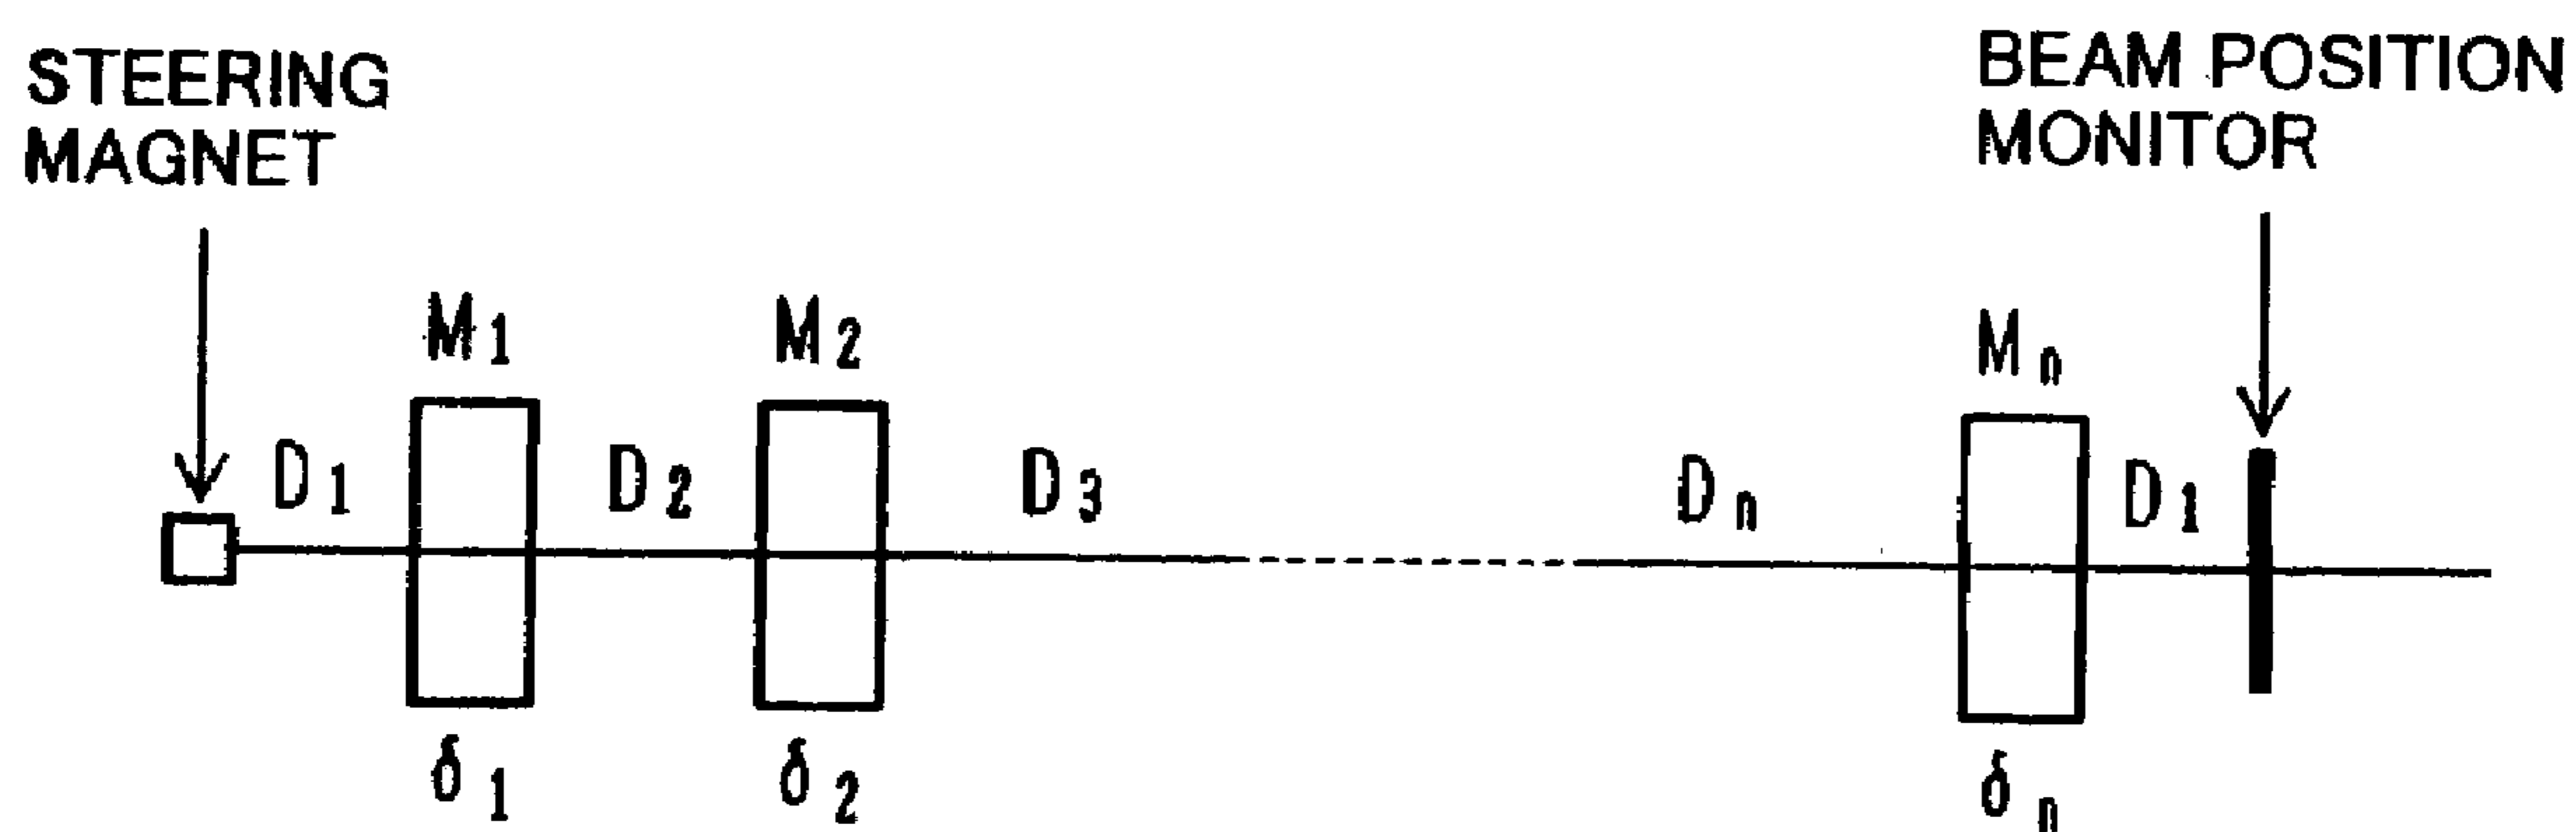 STEERING
MAGNET
BEAM POSITION
MONITOR
M₁
M₂
Mₙ
D₁
D₂
D₃
Dₙ
D₁
δ₁
δ₂
δₙ